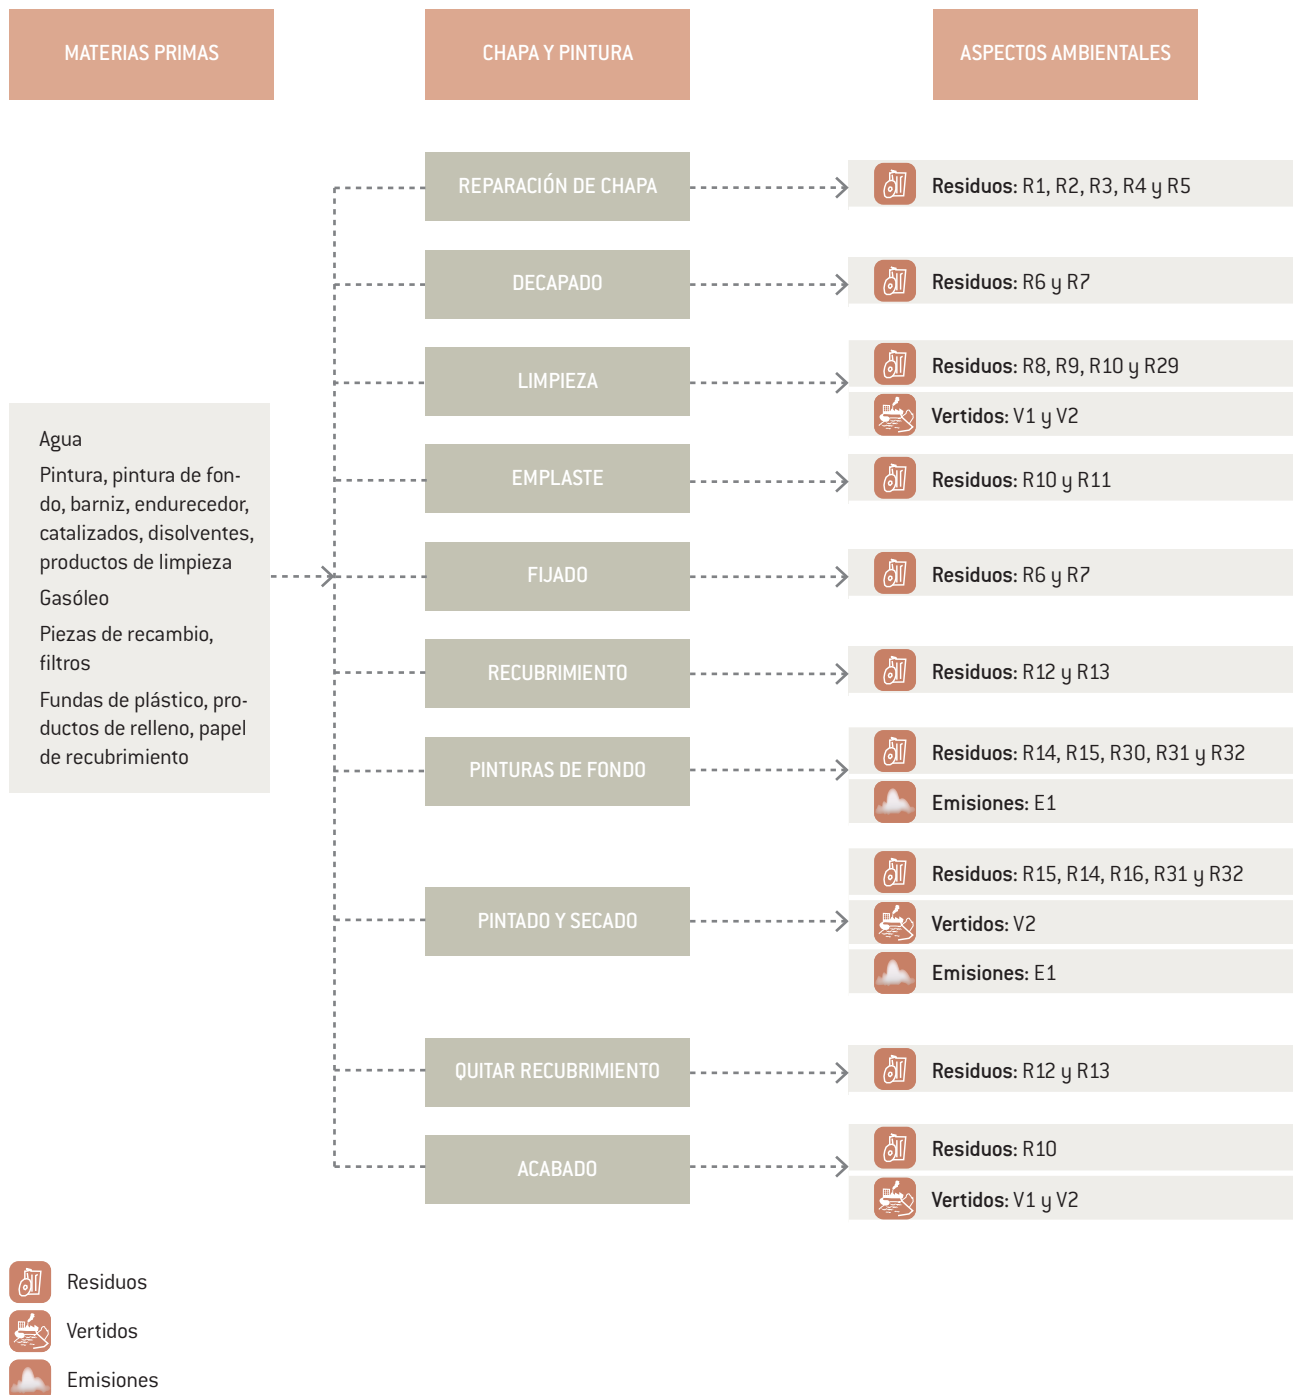 MATERIAS PRIMAS
CHAPA Y PINTURA
ASPECTOS AMBIENTALES
Agua
Pintura, pintura de fon-
do, barniz, endurecedor,
catalizados, disolventes,
productos de limpieza
Gasóleo
Piezas de recambio,
filtros
Fundas de plástico, pro-
ductos de relleno, papel
de recubrimiento
REPARACIÓN DE CHAPA
Residuos: R1, R2, R3, R4 y R5
DECAPADO
Residuos: R6 y R7
LIMPIEZA
Residuos: R8, R9, R10 y R29
Vertidos: V1 y V2
EMPLASTE
Residuos: R10 y R11
FIJADO
Residuos: R6 y R7
RECUBRIMIENTO
Residuos: R12 y R13
PINTURAS DE FONDO
Residuos: R14, R15, R30, R31 y R32
Emisiones: E1
PINTADO Y SECADO
Residuos: R15, R14, R16, R31 y R32
Vertidos: V2
Emisiones: E1
QUITAR RECUBRIMIENTO
Residuos: R12 y R13
ACABADO
Residuos: R10
Vertidos: V1 y V2
Residuos
Vertidos
Emisiones